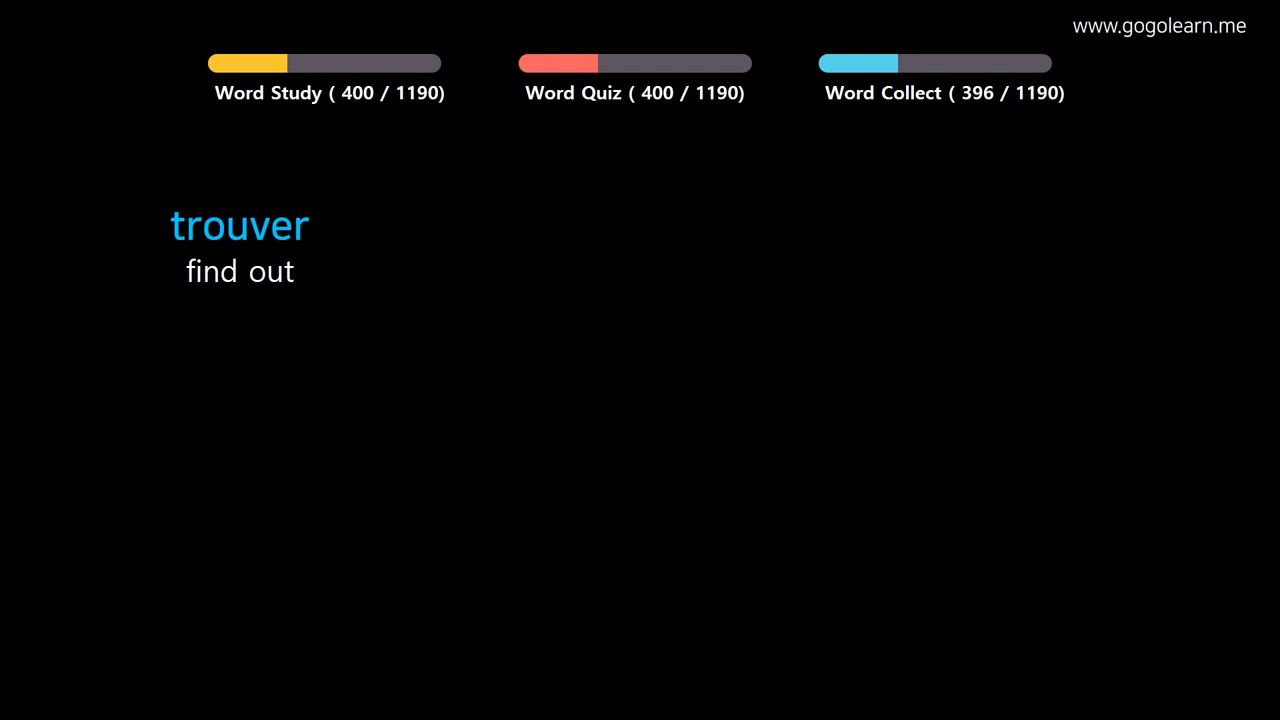 www.gogolearn.me
Word Study ( 400 / 1190)
Word Quiz ( 400 / 1190)
Word Collect ( 396 / 1190)
trouver
find out